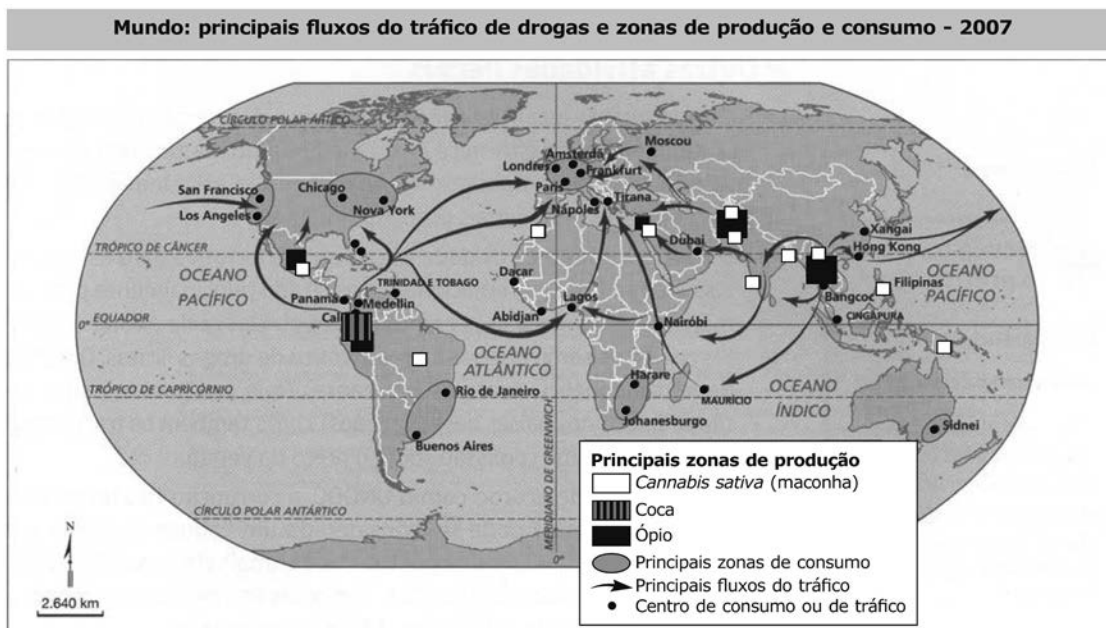 Mundo: principais fluxos do tráfico de drogas e zonas de produção e consumo - 2007
CÍRCULO POLAR ÁRTICO
Moscou
Amsterdã
Londres
Frankfurt
Paris
San Francisco
Chicago
Nova York
Los Angeles
Nápoles
Tirana
Xangai
TRÓPICO DE CÂNCER
Dubai
Hong Kong
OCEANO
PACÍFICO
Dacar
TRINIDAD E TOBAGO
Filipinas
OCEANO
PACÍFICO
Panamá
Medellin
Bangcoc
Abidjan
Lagos
Cal
CINGAPURA
EQUADOR
0°
Nairóbi
OCEANO
ATLÂNTICO
Harare
OCEANO
ÍNDICO
TRÓPICO DE CAPRICÓRNIO
Rio de Janeiro
MAURÍCIO
Johanesburgo
Buenos Aires
Sidnei
MERIDIANO DE GREENWICH
CÍRCULO POLAR ANTÁRTICO
0°
N
2.640 km
Principais zonas de produção
Cannabis sativa (maconha)
Coca
Ópio
Principais zonas de consumo
Principais fluxos do tráfico
Centro de consumo ou de tráfico